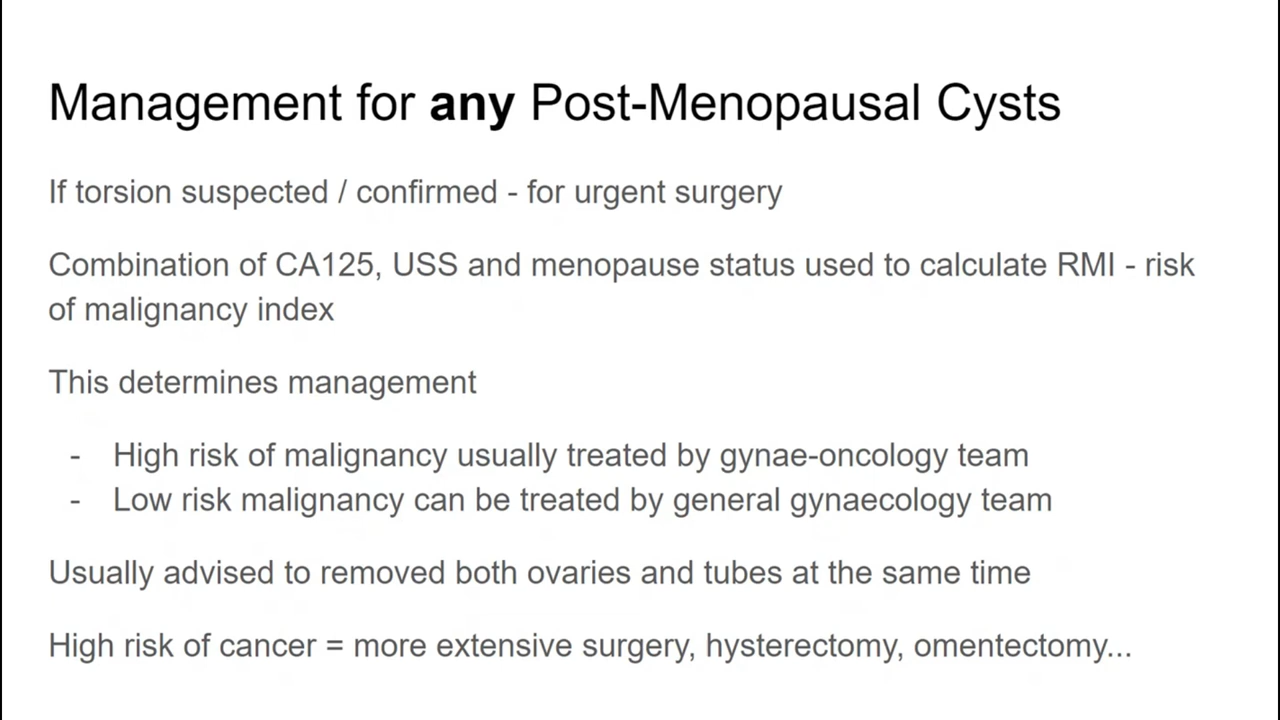 Management for any Post-Menopausal Cysts
If torsion suspected / confirmed - for urgent surgery
Combination of CA125, USS and menopause status used to calculate RMI - risk
of malignancy index
This determines management
- High risk of malignancy usually treated by gynae-oncology team
- Low risk malignancy can be treated by general gynaecology team
Usually advised to removed both ovaries and tubes at the same time
High risk of cancer = more extensive surgery, hysterectomy, omentectomy...